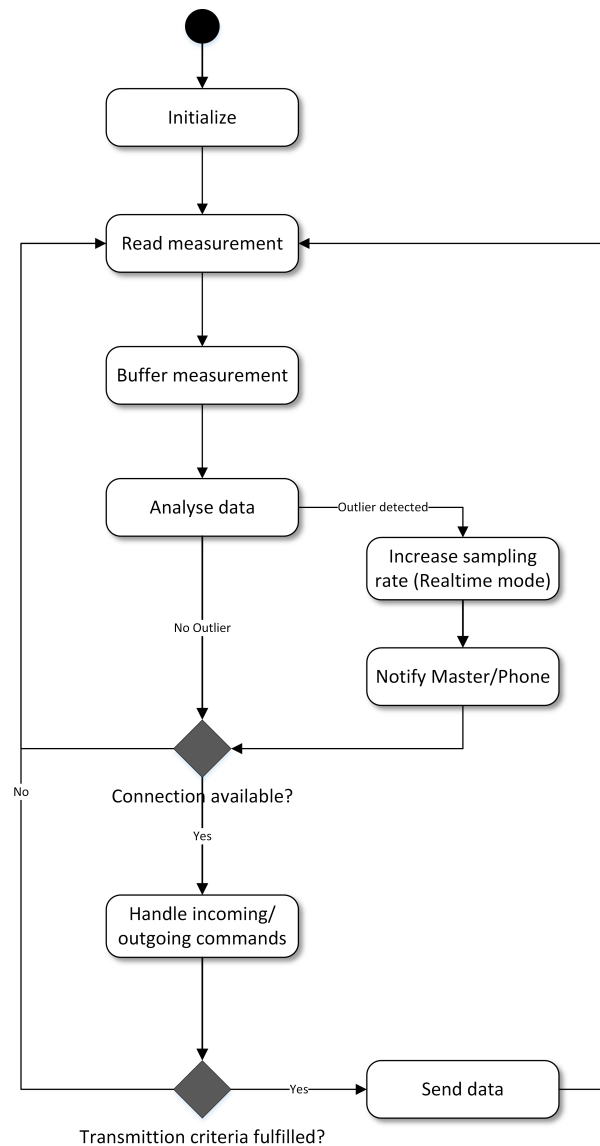 Initialize
Read measurement
Buffer measurement
Analyse data
Outlier detected
Increase sampling
rate (Realtime mode)
No Outlier
Notify Master/Phone
No
Connection available?
Yes
Handle incoming/
outgoing commands
Yes
Send data
Transmittion criteria fulfilled?